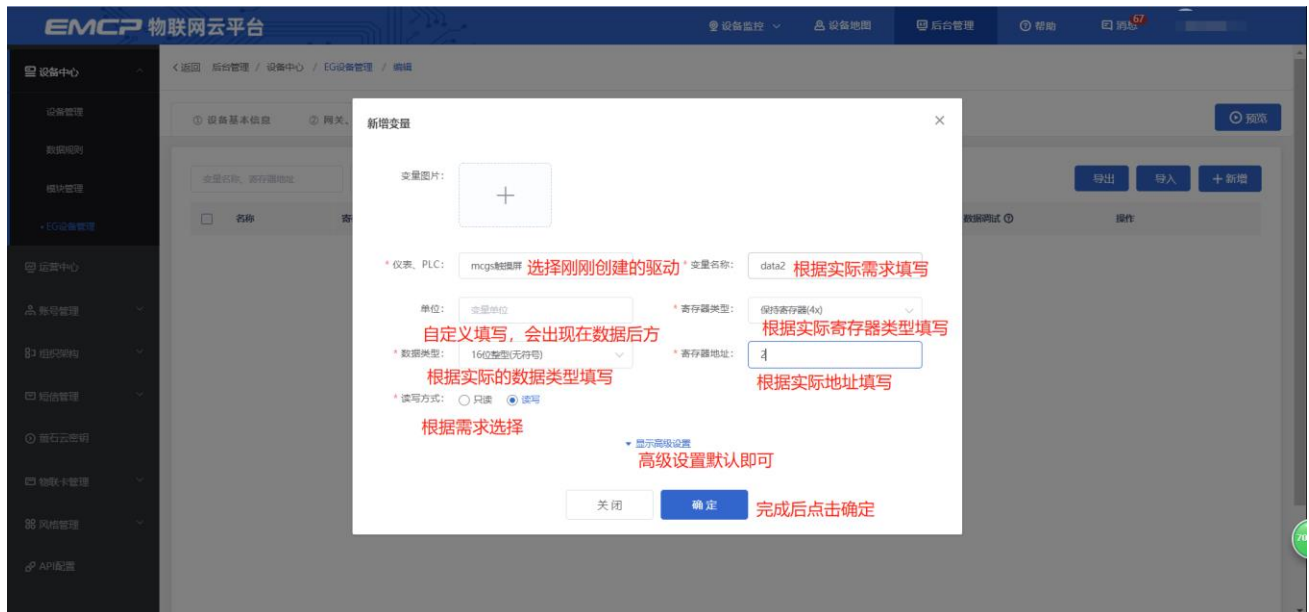 EMCP 物联网云平台
设备监控
设备地图
后台管理
帮助
消息
67
设备中心
<返回 后台管理 / 设备中心 / EG设备管理 / 编辑
设备管理
数据规则
模块管理
• EG设备管理
运营中心
账号管理
组织架构
短信管理
萤石云密钥
物联卡管理
风格管理
API配置
① 设备基本信息
② 网关、
预览
变量名称、寄存器地址
导出
导入
+ 新增
名称
寄
数据调试
操作
新增变量
×
变量图片：
+
* 仪表、PLC： mcgs触摸屏 选择刚刚创建的驱动
* 变量名称： data2 根据实际需求填写
单位： 变量单位
* 寄存器类型： 保持寄存器(4x)
自定义填写，会出现在数据后方
根据实际寄存器类型填写
* 数据类型： 16位整型(无符号)
* 寄存器地址： 2
根据实际的数据类型填写
根据实际地址填写
* 读写方式： 只读 读写
根据需求选择
显示高级设置
高级设置默认即可
关闭
确定
完成后点击确定
70